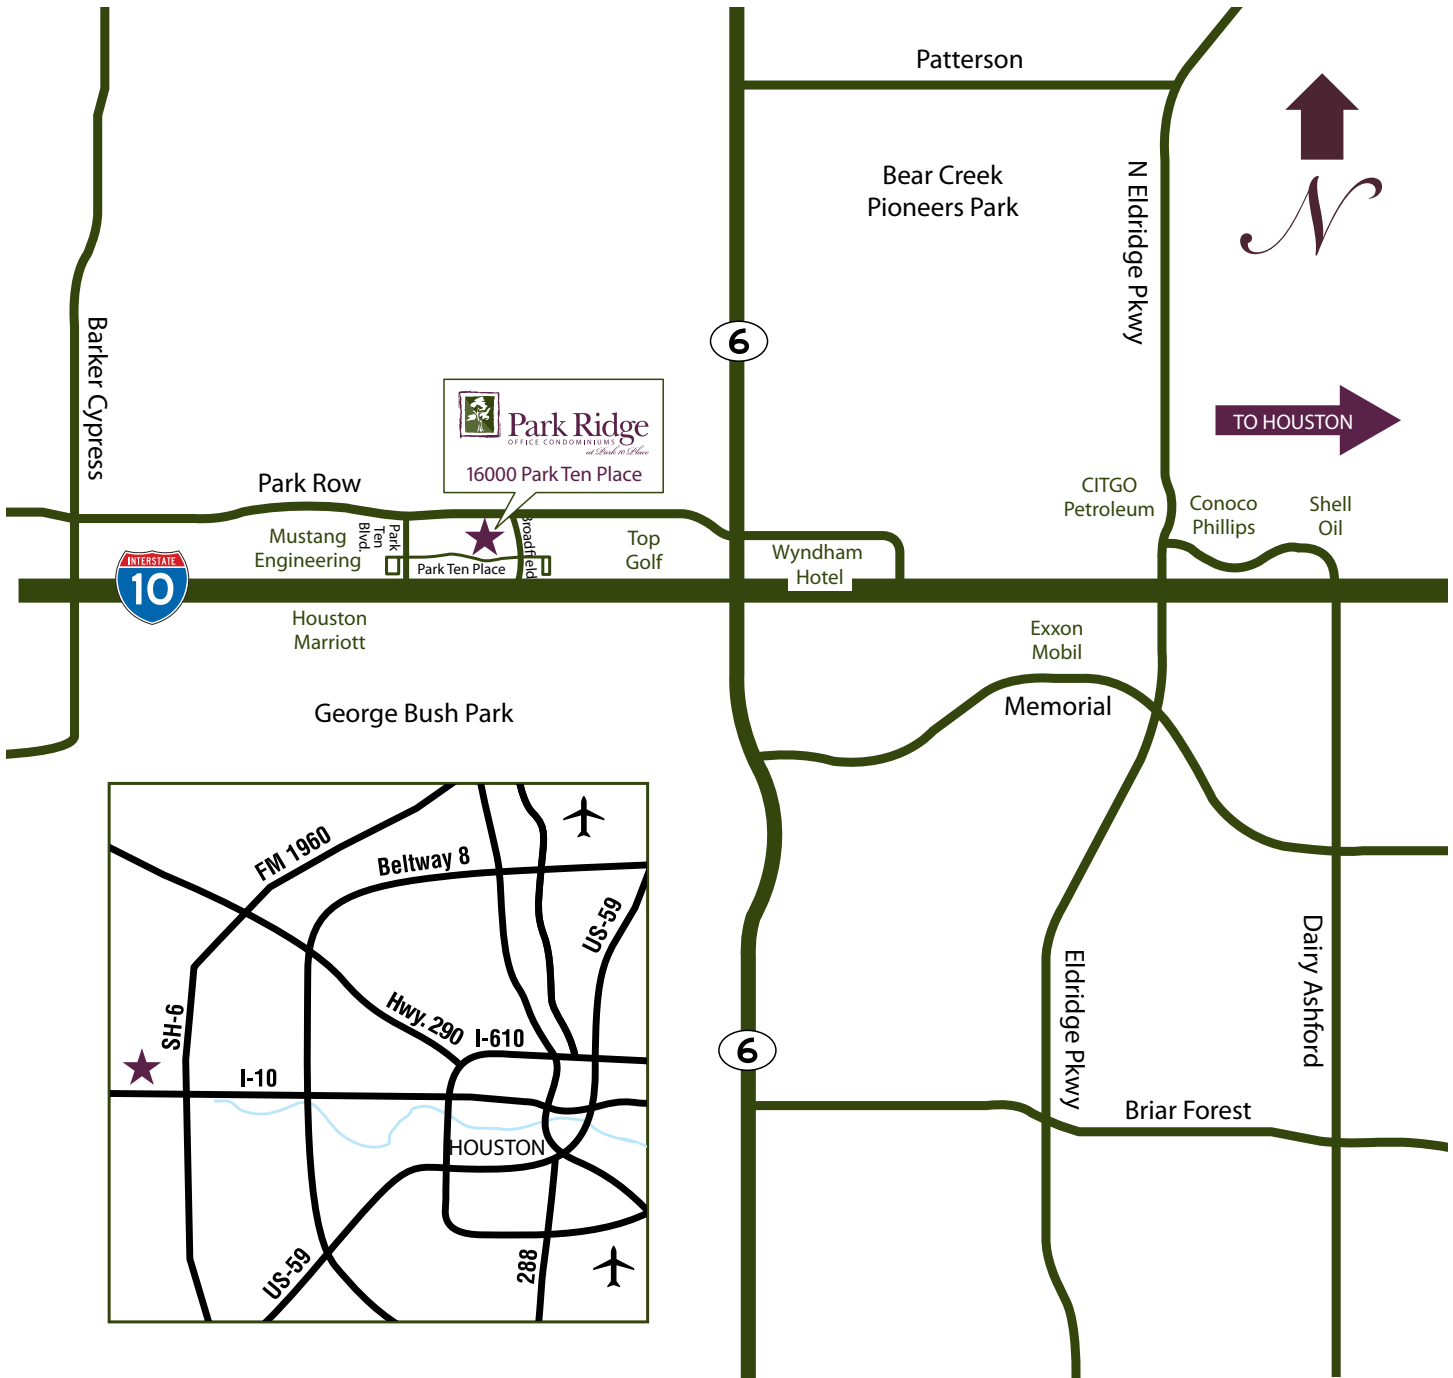 Patterson
Bear Creek
Pioneers Park
N Eldridge Pkwy
N
6
Barker Cypress
TO HOUSTON
Park Ridge
OFFICE CONDOMINIUMS
at Park 10 Place
16000 Park Ten Place
Park Row
CITGO
Petroleum
Conoco
Phillips
Shell
Oil
Mustang
Engineering
Park
Ten
Blvd.
Broadfield
Park Ten Place
Top
Golf
Wyndham
Hotel
INTERSTATE
10
Houston
Marriott
Exxon
Mobil
George Bush Park
Memorial
FM 1960
Beltway 8
US-59
Hwy. 290
I-610
SH-6
I-10
HOUSTON
US-59
288
6
Eldridge Pkwy
Dairy Ashford
Briar Forest